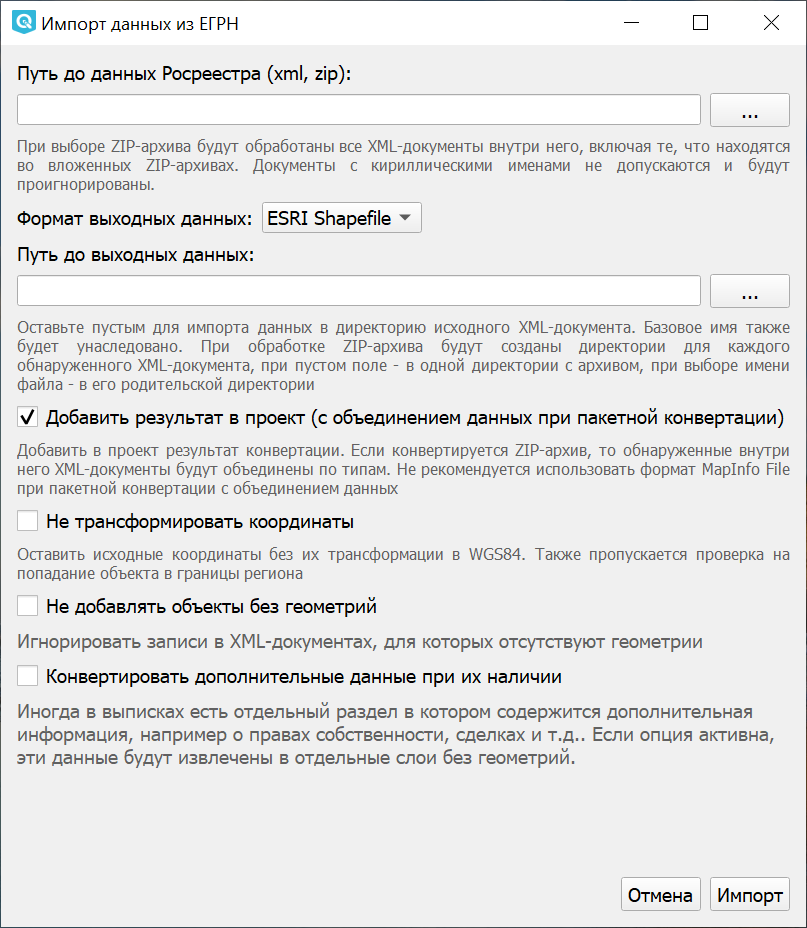 Импорт данных из ЕГРН
Путь до данных Росреестра (xml, zip):
...
При выборе ZIP-архива будут обработаны все XML-документы внутри него, включая те, что находятся
во вложенных ZIP-архивах. Документы с кириллическими именами не допускаются и будут
проигнорированы.
Формат выходных данных: ESRI Shapefile
Путь до выходных данных:
...
Оставьте пустым для импорта данных в директорию исходного XML-документа. Базовое имя также
будет унаследовано. При обработке ZIP-архива будут созданы директории для каждого
обнаруженного XML-документа, при пустом поле - в одной директории с архивом, при выборе имени
файла - в его родительской директории
Добавить результат в проект (с объединением данных при пакетной конвертации)
Добавить в проект результат конвертации. Если конвертируется ZIP-архив, то обнаруженные внутри
него XML-документы будут объединены по типам. Не рекомендуется использовать формат MapInfo File
при пакетной конвертации с объединением данных
Не трансформировать координаты
Оставить исходные координаты без их трансформации в WGS84. Также пропускается проверка на
попадание объекта в границы региона
Не добавлять объекты без геометрий
Игнорировать записи в XML-документах, для которых отсутствуют геометрии
Конвертировать дополнительные данные при их наличии
Иногда в выписках есть отдельный раздел в котором содержится дополнительная
информация, например о правах собственности, сделках и т.д.. Если опция активна,
эти данные будут извлечены в отдельные слои без геометрий.
Отмена Импорт